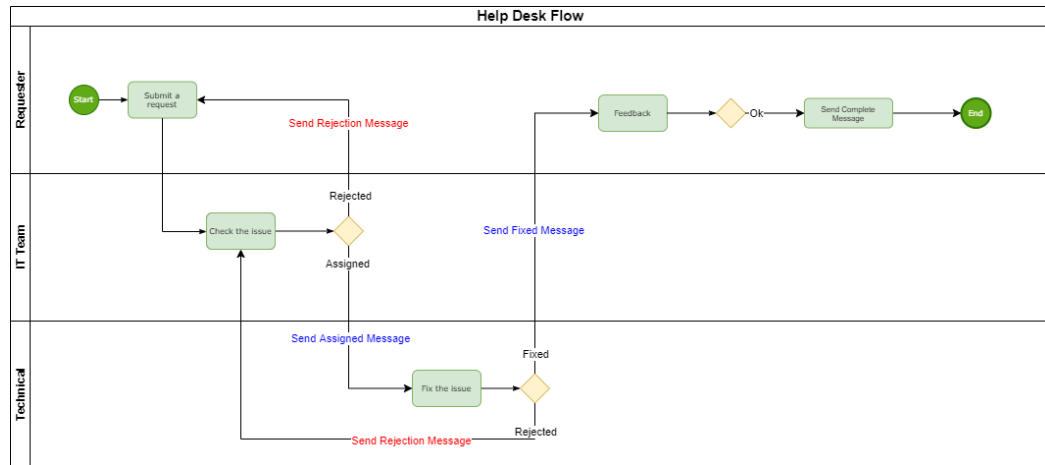 Help Desk Flow
Requester
Start
Submit a
request
Send Rejection Message
Feedback
Ok
Send Complete
Message
End
IT Team
Rejected
Check the issue
Assigned
Send Fixed Message
Technical
Send Assigned Message
Fixed
Fix the issue
Rejected
Send Rejection Message